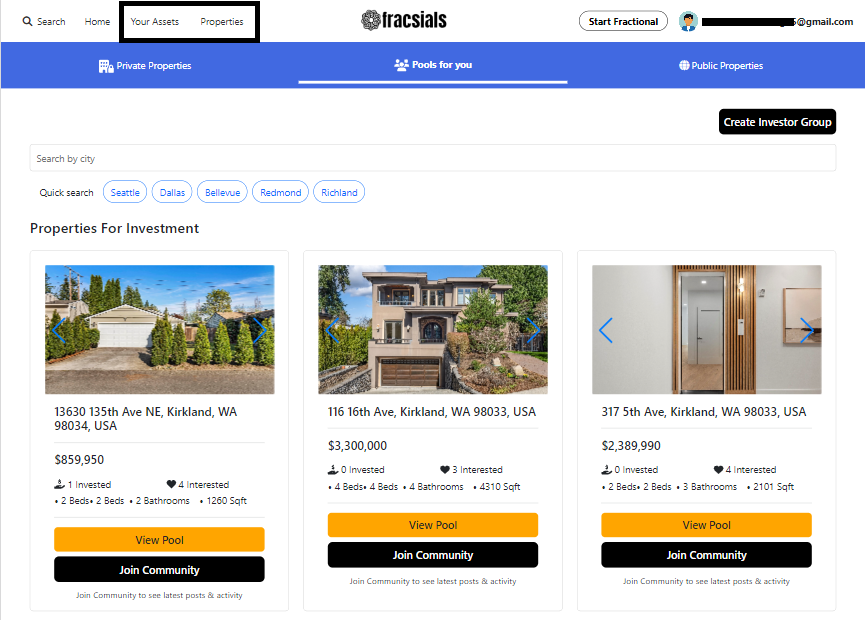 Search Home Your Assets Properties fracsials Start Fractional @gmail.com
Private Properties Pools for you Public Properties
Create Investor Group
Search by city
Quick search Seattle Dallas Bellevue Redmond Richland
Properties For Investment
13630 135th Ave NE, Kirkland, WA
98034, USA
$859,950
1 Invested 4 Interested
• 2 Beds• 2 Beds • 2 Bathrooms • 1260 Sqft
View Pool
Join Community
Join Community to see latest posts & activity
116 16th Ave, Kirkland, WA 98033, USA
$3,300,000
0 Invested 3 Interested
• 4 Beds• 4 Beds • 4 Bathrooms • 4310 Sqft
View Pool
Join Community
Join Community to see latest posts & activity
317 5th Ave, Kirkland, WA 98033, USA
$2,389,990
0 Invested 4 Interested
• 2 Beds• 2 Beds • 3 Bathrooms • 2101 Sqft
View Pool
Join Community
Join Community to see latest posts & activity